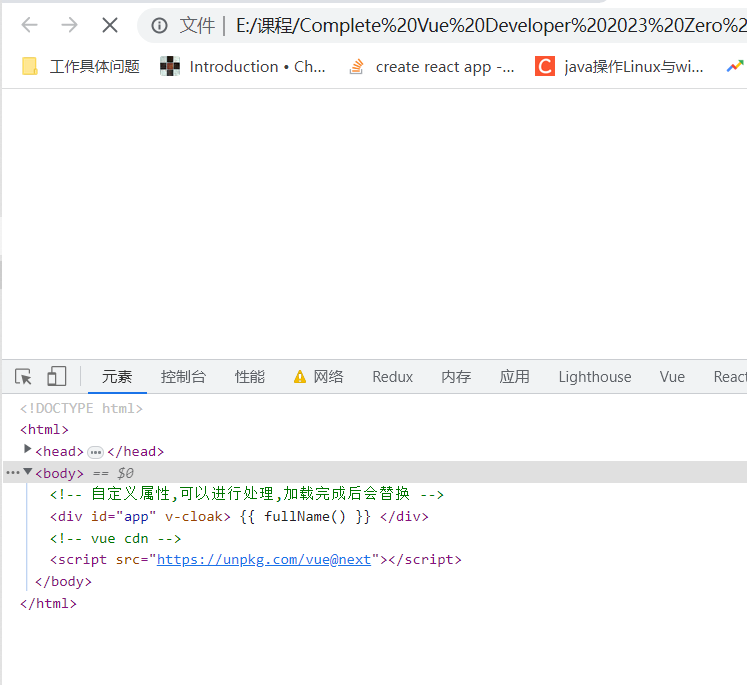 文件 | E:/课程/Complete%20Vue%20Developer%202023%20Zero%2
工作具体问题 Introduction • Ch... create react app -... C java操作Linux与wi...
元素 控制台 性能 网络 Redux 内存 应用 Lighthouse Vue React
<!DOCTYPE html>
<html>
<head> ••• </head>
••• <body> == $0
<!-- 自定义属性,可以进行处理,加载完成后会替换 -->
<div id="app" v-cloak> {{ fullName() }} </div>
<!-- vue cdn -->
<script src="https://unpkg.com/vue@next"></script>
</body>
</html>